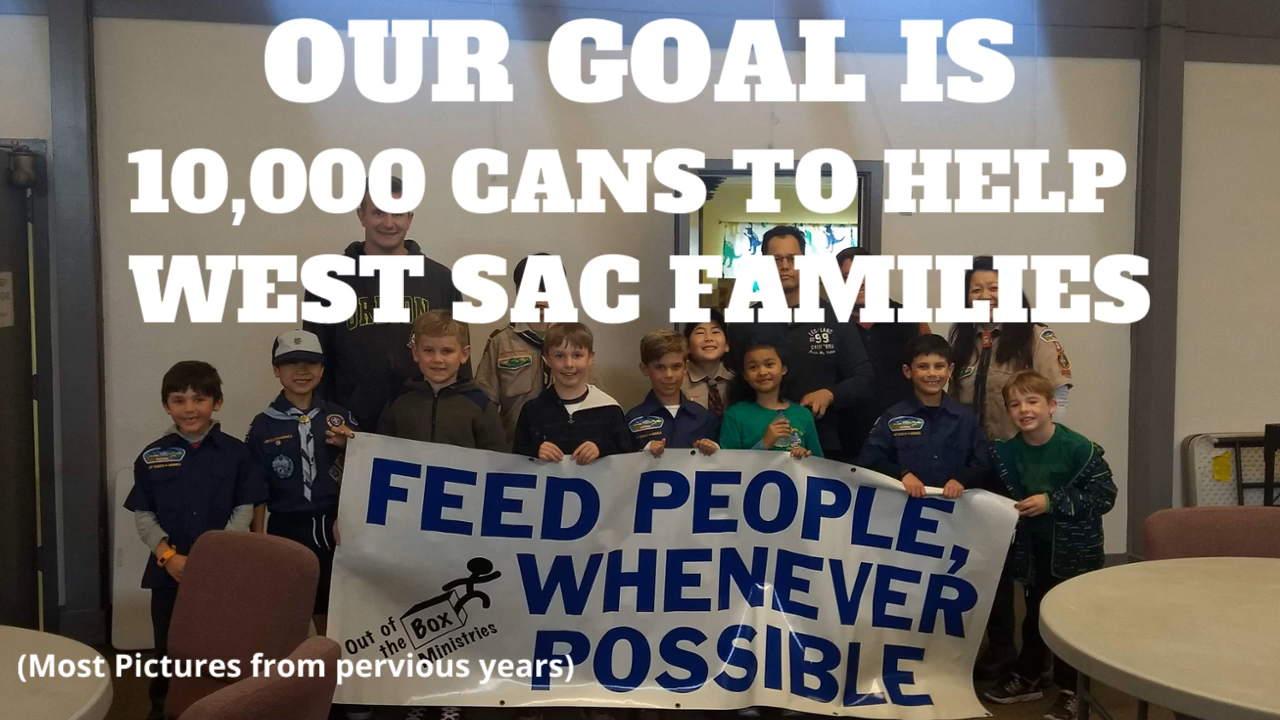 OUR GOAL IS
10,000 CANS TO HELP
WEST SAC FAMILIES
99
FEED PEOPLE,
WHENEVER
POSSIBLE
Out of
the Box
Ministries
(Most Pictures from pervious years)